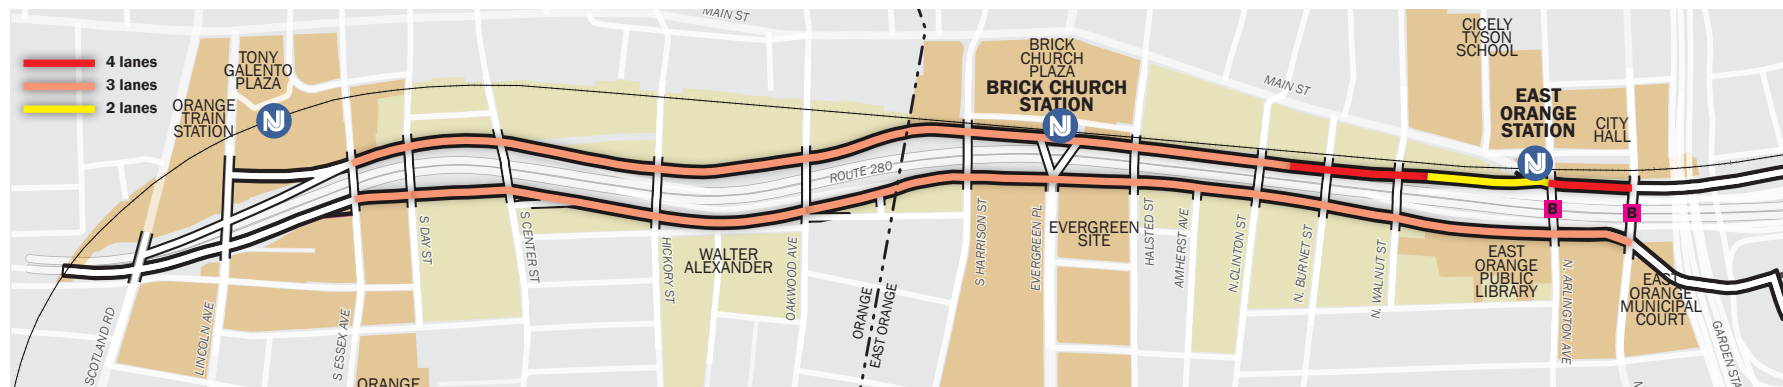 MAIN ST
4 lanes
3 lanes
2 lanes
TONY
GALENTO
PLAZA
ORANGE
TRAIN
STATION
NJ
BRICK
CHURCH
PLAZA
BRICK CHURCH
STATION
NJ
MAIN ST
CICELY
TYSON
SCHOOL
EAST
ORANGE
STATION
NJ
CITY
HALL
ROUTE 280
B
B
SCOTLAND RD
LINCOLN AVE
S ESSEX AVE
S DAY ST
S CENTER ST
HICKORY ST
WALTER
ALEXANDER
OAKWOOD AVE
ORANGE
EAST ORANGE
S HARRISON ST
EVERGREEN PL
EVERGREEN
SITE
HALSTED ST
AMHERST AVE
N.CLINTON ST
N. BURNET ST
N. WALNUT ST
EAST
ORANGE
PUBLIC
LIBRARY
N. ARLINGTON AVE
EAST
ORANGE
MUNICIPAL
COURT
GARDEN STA
ORANGE
N